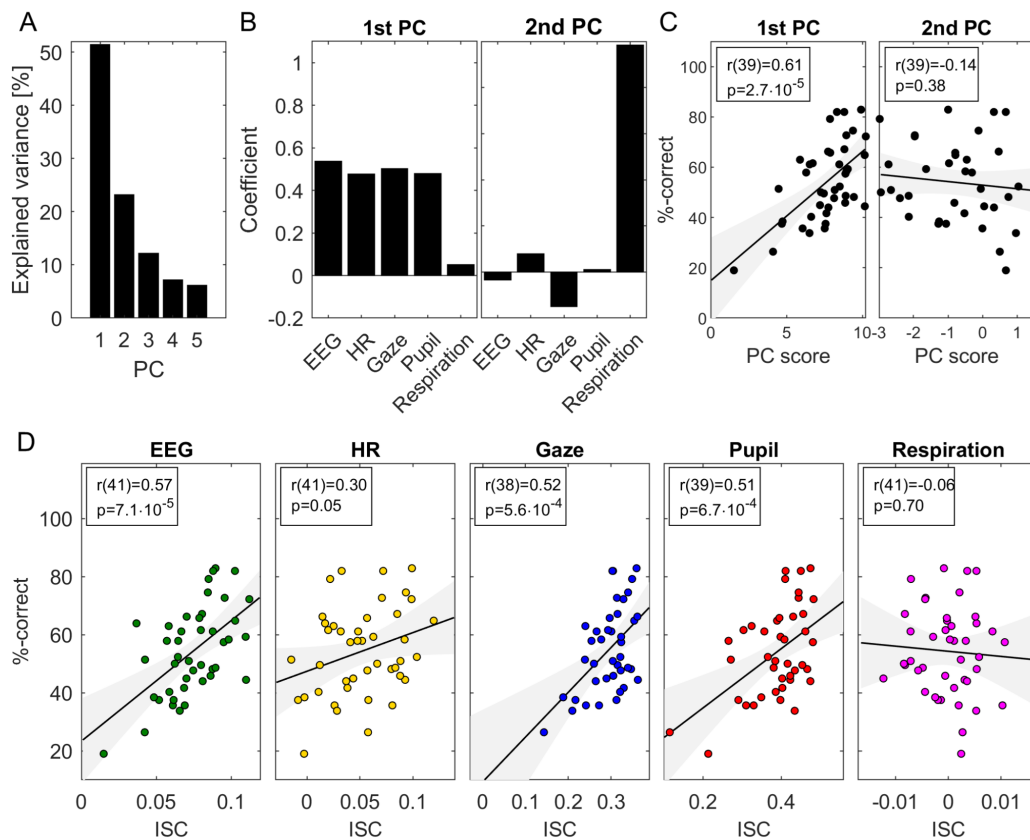 A
Explained variance [%]
50
40
30
20
10
0
1 2 3 4 5
PC
B
1st PC
2nd PC
Coefficient
1
0.8
0.6
0.4
0.2
0
-0.2
EEG
HR
Gaze
Pupil
Respiration
EEG
HR
Gaze
Pupil
Respiration
C
1st PC
2nd PC
r(39)=0.61
p=2.7·10-5
r(39)=-0.14
p=0.38
%-correct
100
80
60
40
20
0
0 5 10
-3 -2 -1 0 1
PC score
PC score
D
EEG
HR
Gaze
Pupil
Respiration
r(41)=0.57
p=7.1·10-5
r(41)=0.30
p=0.05
r(38)=0.52
p=5.6·10-4
r(39)=0.51
p=6.7·10-4
r(41)=-0.06
p=0.70
%-correct
100
80
60
40
20
0 0.05 0.1
0 0.05 0.1
0 0.1 0.2 0.3
0.2 0.4
-0.01 0 0.01
ISC
ISC
ISC
ISC
ISC